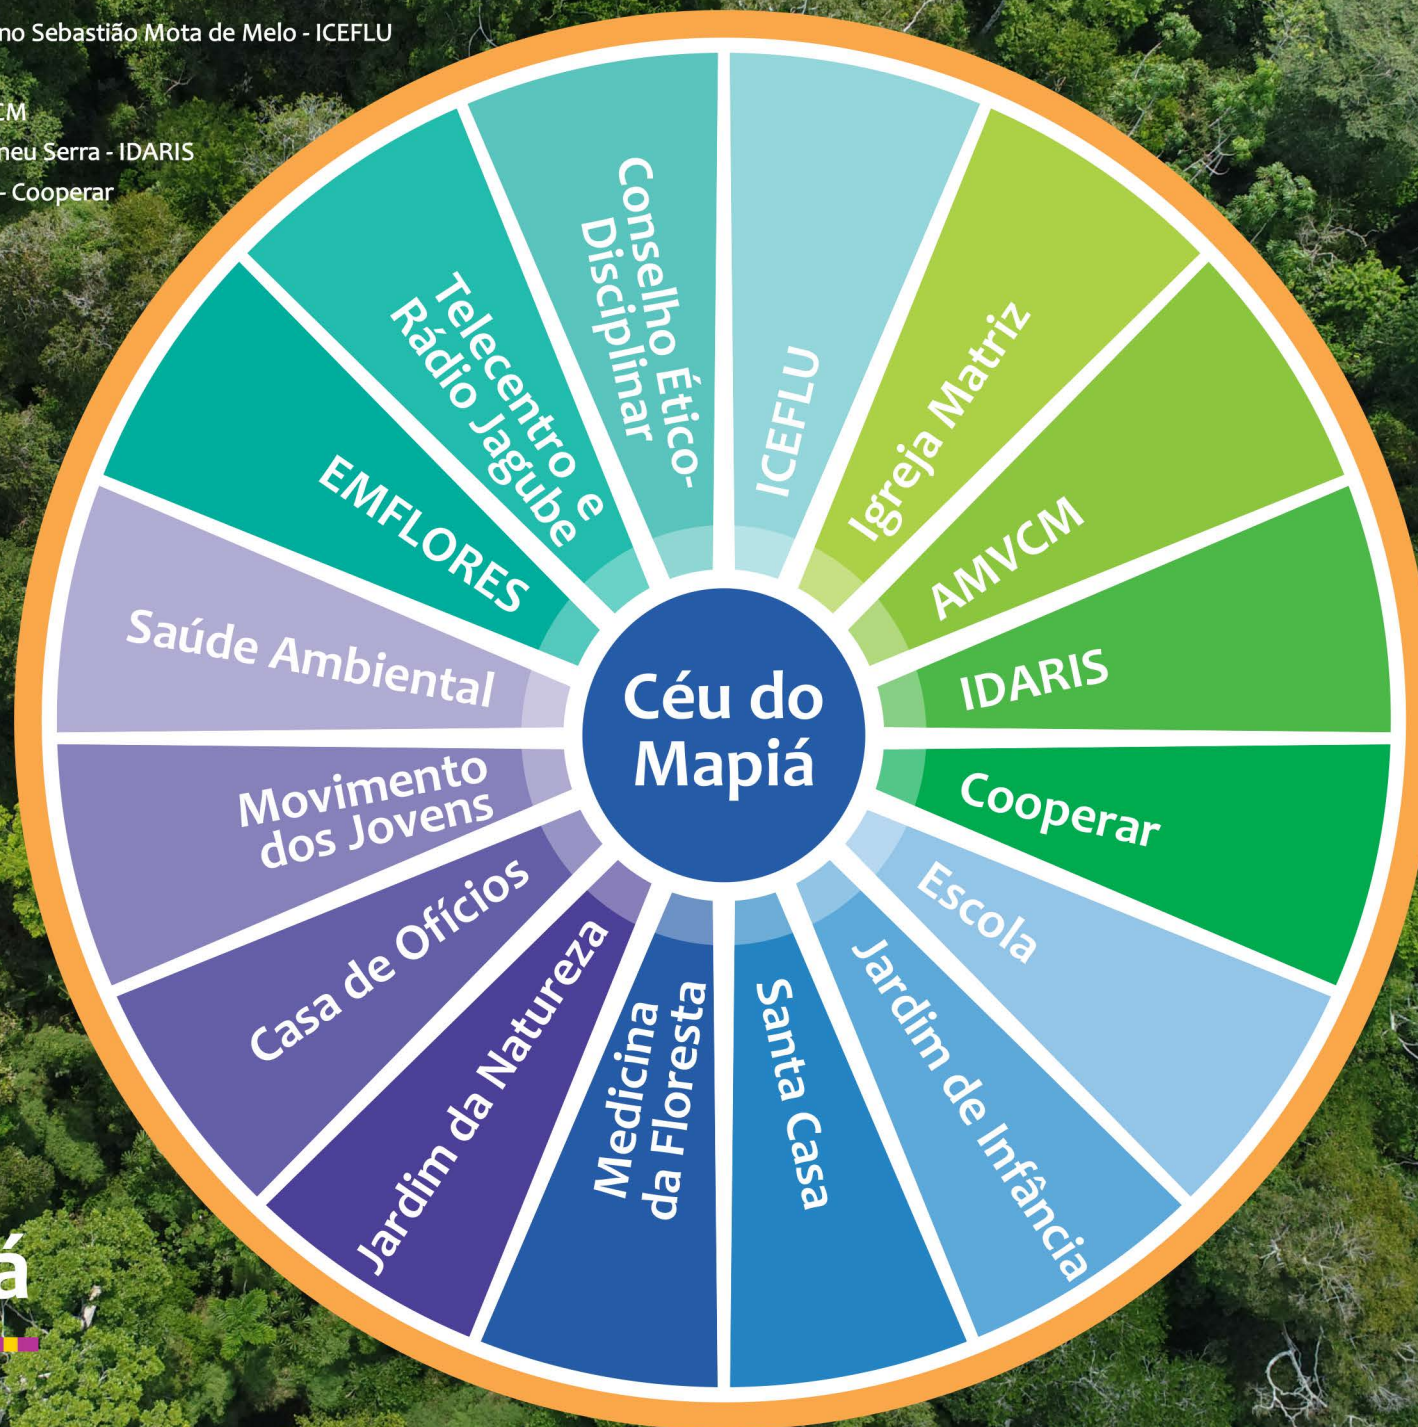 no Sebastião Mota de Melo - ICEFLU
CM
neu Serra - IDARIS
- Cooperar
Conselho Ético-
Disciplinar
ICEFLU
Igreja Matriz
AMVCM
IDARIS
Cooperar
Escola
Jardim de Infância
Santa Casa
Medicina
da Floresta
Jardim da Natureza
Casa de Ofícios
Movimento
dos Jovens
Saúde Ambiental
EMFLORES
Telecentro e
Rádio Jagube
Céu do
Mapiá
á